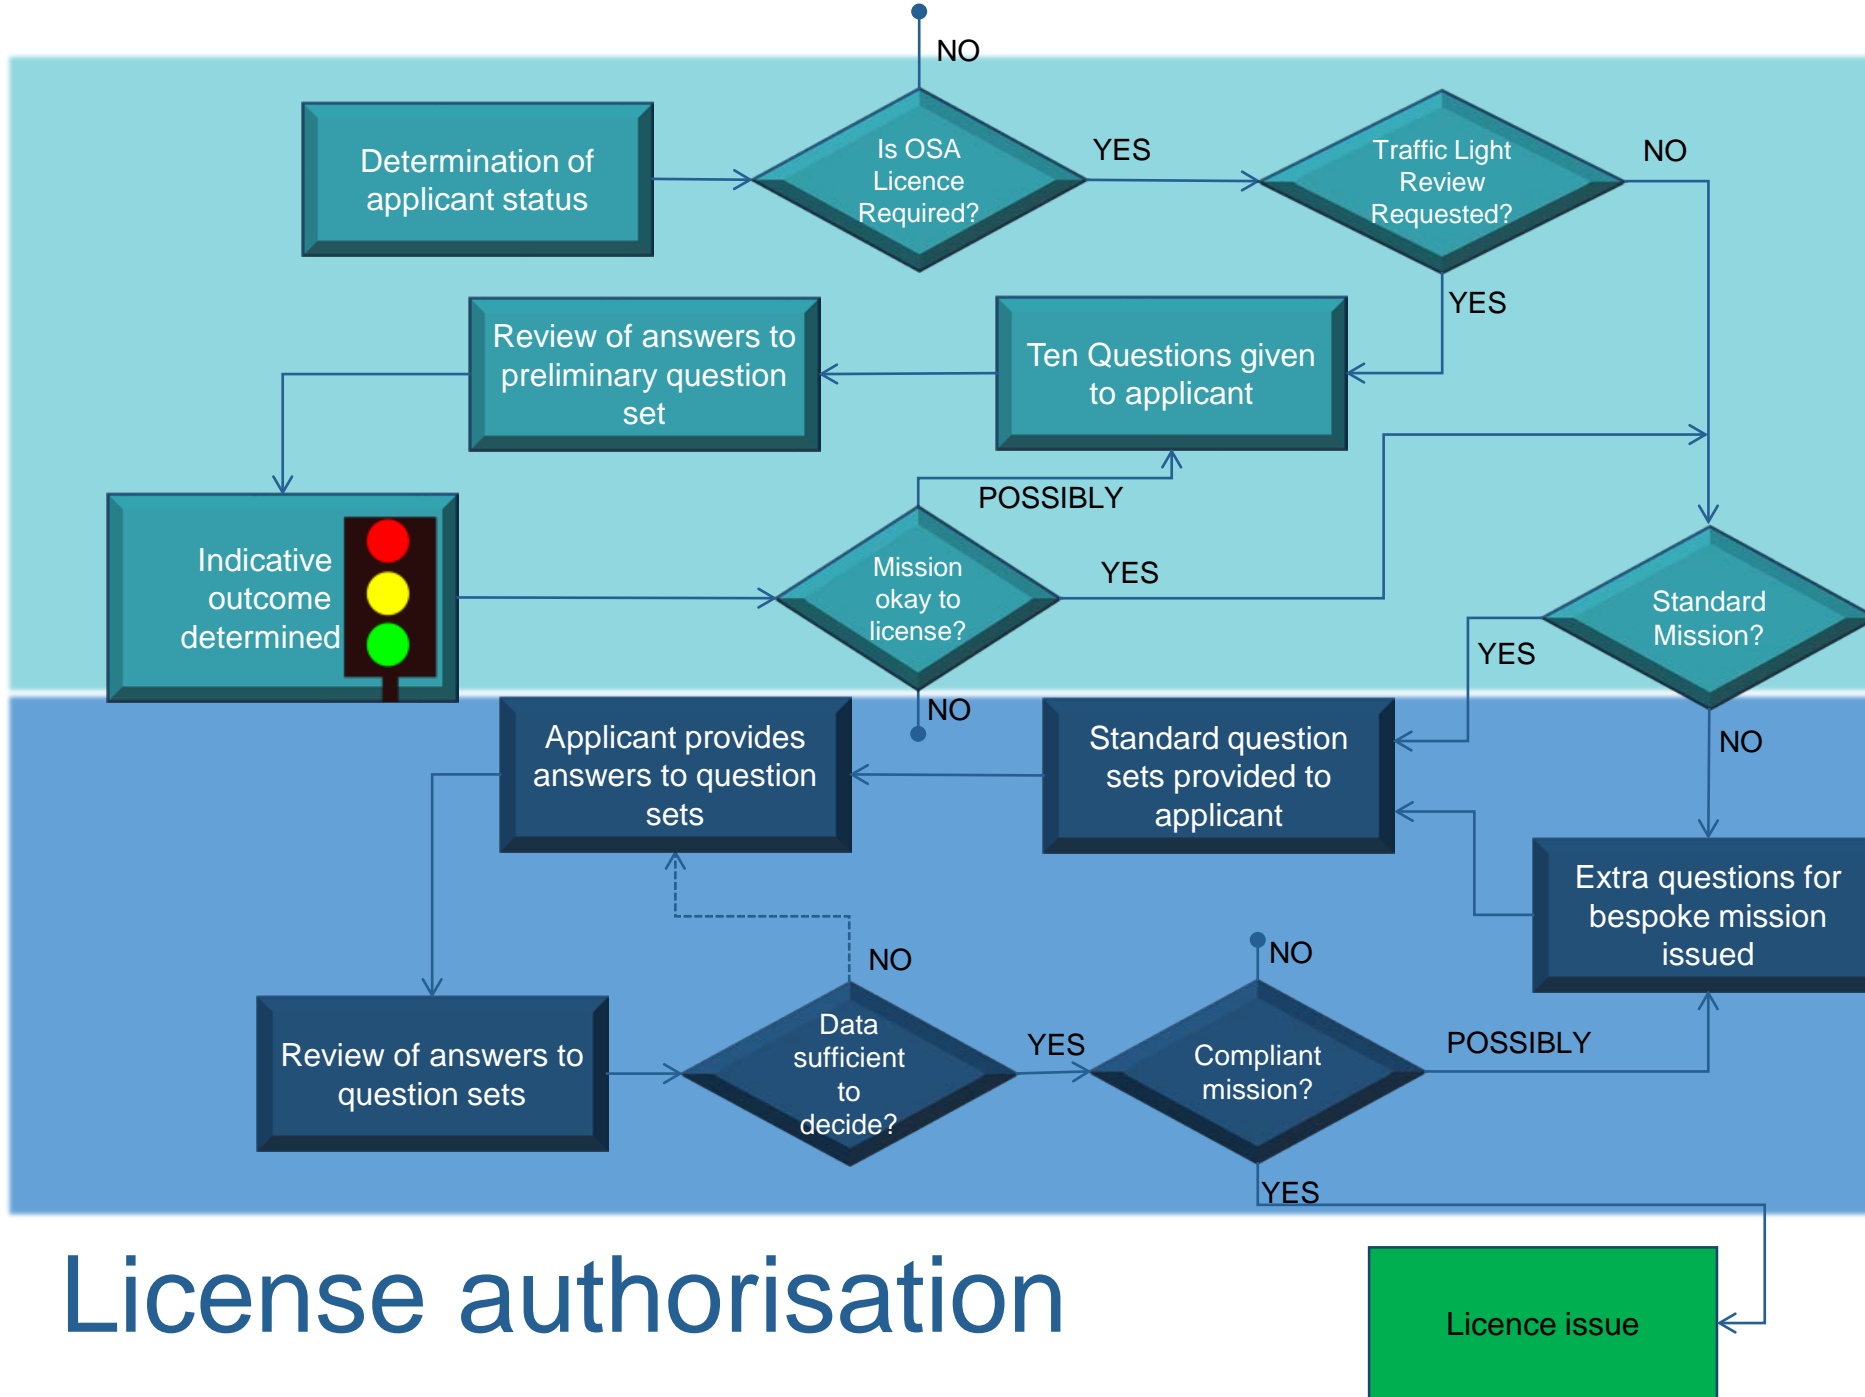 NO
Determination of
applicant status
Is OSA
Licence
Required?
YES
Traffic Light
Review
Requested?
NO
YES
Review of answers to
preliminary question
set
Ten Questions given
to applicant
POSSIBLY
Indicative
outcome
determined
Mission
okay to
license?
YES
Standard
Mission?
YES
NO
NO
Applicant provides
answers to question
sets
Standard question
sets provided to
applicant
Extra questions for
bespoke mission
issued
NO
NO
Review of answers to
question sets
Data
sufficient
to
decide?
YES
Compliant
mission?
POSSIBLY
YES
License authorisation
Licence issue